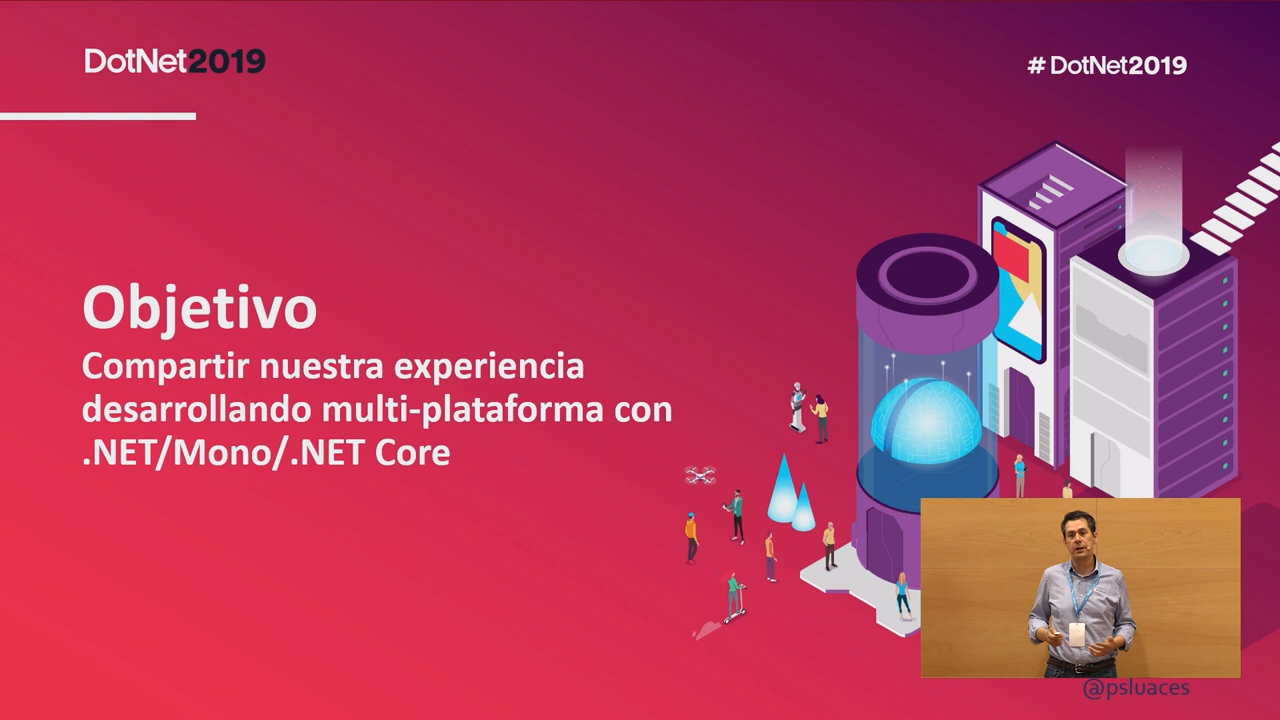 DotNet2019
# DotNet2019
Objetivo
Compartir nuestra experiencia
desarrollando multi-plataforma con
.NET/Mono/.NET Core
@psluaces